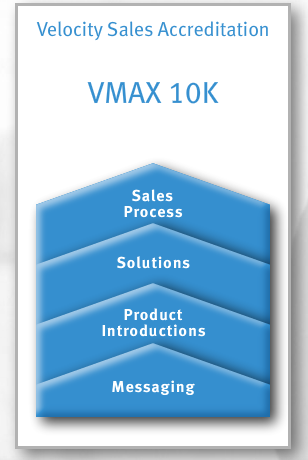 Velocity Sales Accreditation
VMAX 10K
Sales
Process
Solutions
Product
Introductions
Messaging